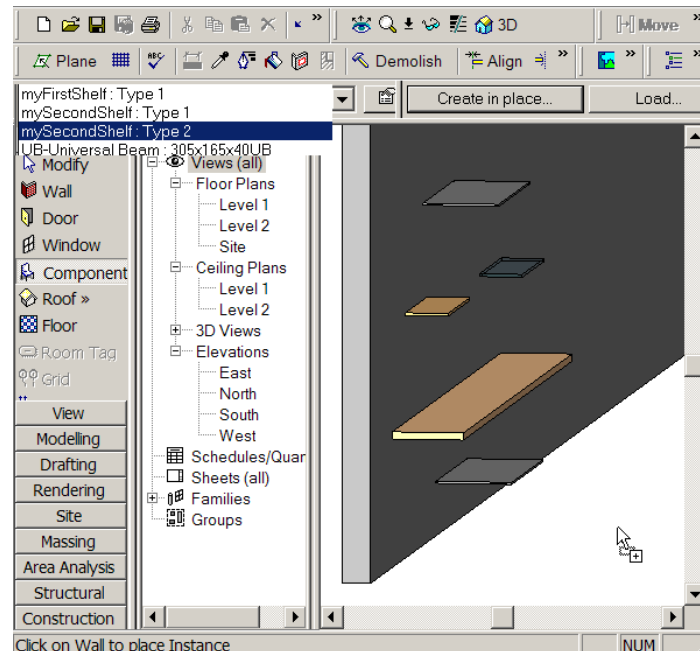 3D
Move
Plane
ABC
Demolish
Align
myFirstShelf : Type 1
mySecondShelf : Type 1
mySecondShelf : Type 2
UB-Universal Beam : 305x165x40UB
Create in place...
Load...
Modify
Wall
Door
Window
Component
Roof »
Floor
Room Tag
Grid
View
Modelling
Drafting
Rendering
Site
Massing
Area Analysis
Structural
Construction
Views (all)
Floor Plans
Level 1
Level 2
Site
Ceiling Plans
Level 1
Level 2
3D Views
Elevations
East
North
South
West
Schedules/Quan
Sheets (all)
Families
Groups
Click on Wall to place Instance
NUM